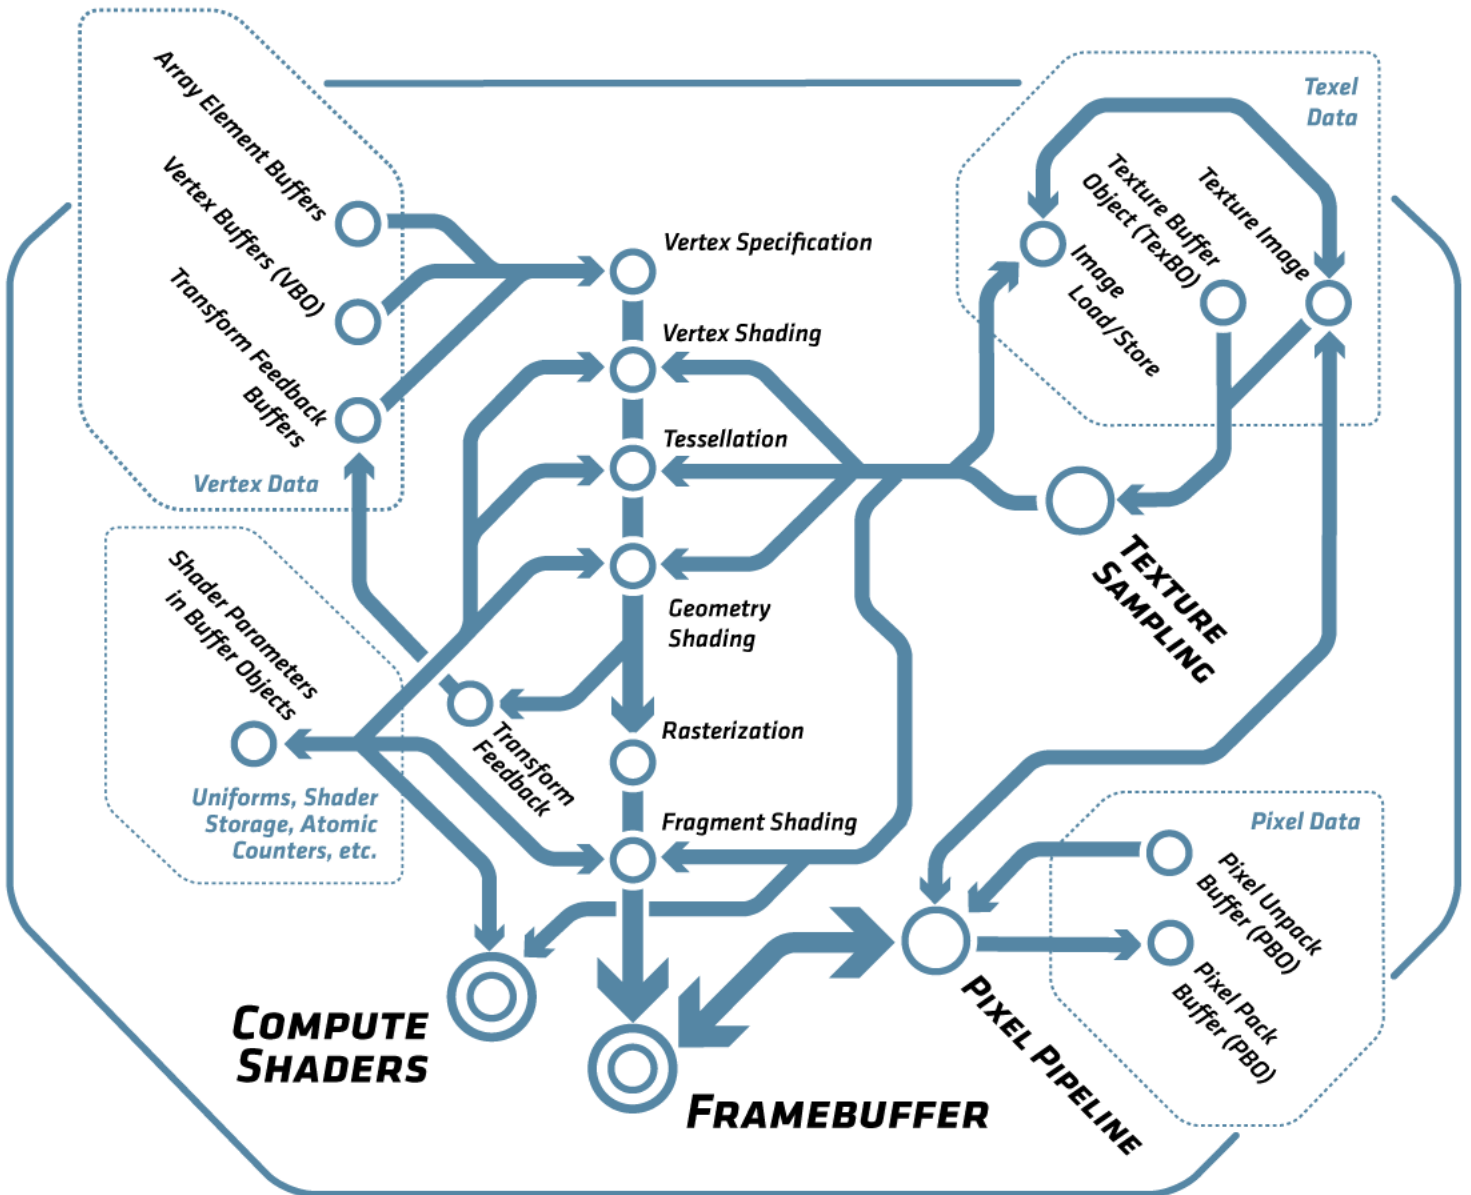 Array Element Buffers
Vertex Buffers (VBO)
Transform Feedback
Buffers
Vertex Data
Texel
Data
Texture Buffer
Object (TexBO)
Texture Image
Image
Load/Store
Vertex Specification
Vertex Shading
Tessellation
Geometry
Shading
Rasterization
Fragment Shading
Shader Parameters
in Buffer Objects
Uniforms, Shader
Storage, Atomic
Counters, etc.
Transform
Feedback
Texture
Sampling
Pixel Data
Pixel Unpack
Buffer (PBO)
Pixel Pack
Buffer (PBO)
Pixel Pipeline
Compute
Shaders
Framebuffer